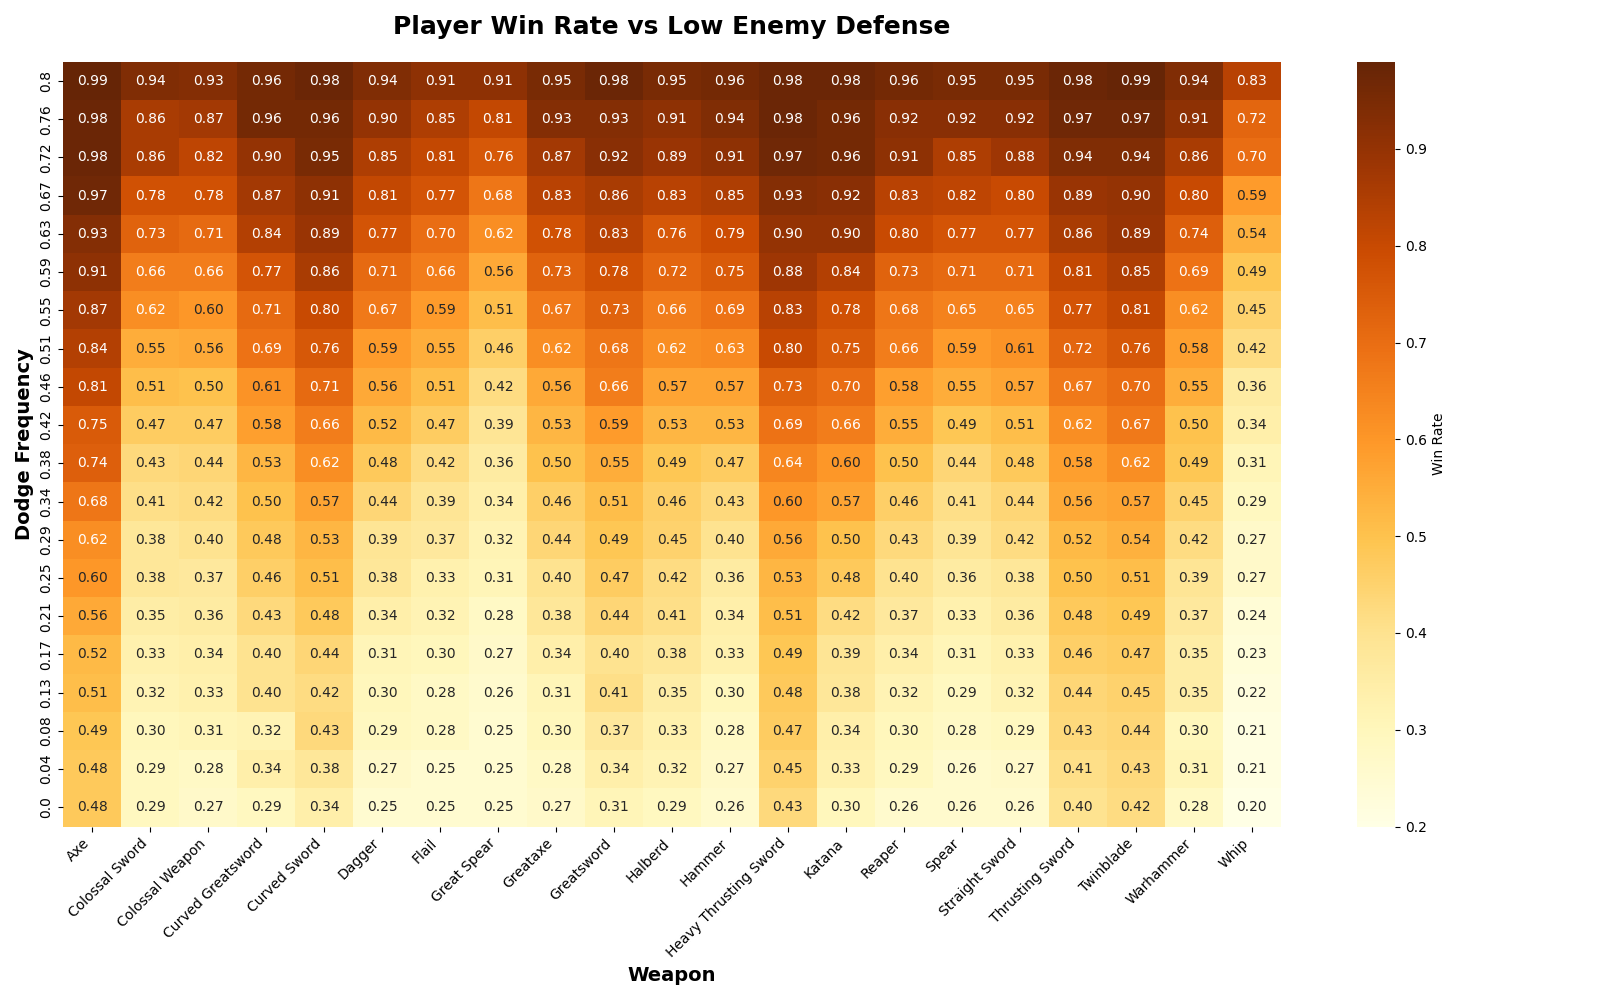 Player Win Rate vs Low Enemy Defense
0.8 0.99 0.94 0.93 0.96 0.98 0.94 0.91 0.91 0.95 0.98 0.95 0.96 0.98 0.98 0.96 0.95 0.95 0.98 0.99 0.94 0.83
0.76 0.98 0.86 0.87 0.96 0.96 0.90 0.85 0.81 0.93 0.93 0.91 0.94 0.98 0.96 0.92 0.92 0.92 0.97 0.97 0.91 0.72
0.72 0.98 0.86 0.82 0.90 0.95 0.85 0.81 0.76 0.87 0.92 0.89 0.91 0.97 0.96 0.91 0.85 0.88 0.94 0.94 0.86 0.70
0.67 0.97 0.78 0.78 0.87 0.91 0.81 0.77 0.68 0.83 0.86 0.83 0.85 0.93 0.92 0.83 0.82 0.80 0.89 0.90 0.80 0.59
0.63 0.93 0.73 0.71 0.84 0.89 0.77 0.70 0.62 0.78 0.83 0.76 0.79 0.90 0.90 0.80 0.77 0.77 0.86 0.89 0.74 0.54
0.59 0.91 0.66 0.66 0.77 0.86 0.71 0.66 0.56 0.73 0.78 0.72 0.75 0.88 0.84 0.73 0.71 0.71 0.81 0.85 0.69 0.49
0.55 0.87 0.62 0.60 0.71 0.80 0.67 0.59 0.51 0.67 0.73 0.66 0.69 0.83 0.78 0.68 0.65 0.65 0.77 0.81 0.62 0.45
0.51 0.84 0.55 0.56 0.69 0.76 0.59 0.55 0.46 0.62 0.68 0.62 0.63 0.80 0.75 0.66 0.59 0.61 0.72 0.76 0.58 0.42
0.46 0.81 0.51 0.50 0.61 0.71 0.56 0.51 0.42 0.56 0.66 0.57 0.57 0.73 0.70 0.58 0.55 0.57 0.67 0.70 0.55 0.36
0.42 0.75 0.47 0.47 0.58 0.66 0.52 0.47 0.39 0.53 0.59 0.53 0.53 0.69 0.66 0.55 0.49 0.51 0.62 0.67 0.50 0.34
0.38 0.74 0.43 0.44 0.53 0.62 0.48 0.42 0.36 0.50 0.55 0.49 0.47 0.64 0.60 0.50 0.44 0.48 0.58 0.62 0.49 0.31
0.34 0.68 0.41 0.42 0.50 0.57 0.44 0.39 0.34 0.46 0.51 0.46 0.43 0.60 0.57 0.46 0.41 0.44 0.56 0.57 0.45 0.29
0.29 0.62 0.38 0.40 0.48 0.53 0.39 0.37 0.32 0.44 0.49 0.45 0.40 0.56 0.50 0.43 0.39 0.42 0.52 0.54 0.42 0.27
0.25 0.60 0.38 0.37 0.46 0.51 0.38 0.33 0.31 0.40 0.47 0.42 0.36 0.53 0.48 0.40 0.36 0.38 0.50 0.51 0.39 0.27
0.21 0.56 0.35 0.36 0.43 0.48 0.34 0.32 0.28 0.38 0.44 0.41 0.34 0.51 0.42 0.37 0.33 0.36 0.48 0.49 0.37 0.24
0.17 0.52 0.33 0.34 0.40 0.44 0.31 0.30 0.27 0.34 0.40 0.38 0.33 0.49 0.39 0.34 0.31 0.33 0.46 0.47 0.35 0.23
0.13 0.51 0.32 0.33 0.40 0.42 0.30 0.28 0.26 0.31 0.41 0.35 0.30 0.48 0.38 0.32 0.29 0.32 0.44 0.45 0.35 0.22
0.08 0.49 0.30 0.31 0.32 0.43 0.29 0.28 0.25 0.30 0.37 0.33 0.28 0.47 0.34 0.30 0.28 0.29 0.43 0.44 0.30 0.21
0.04 0.48 0.29 0.28 0.34 0.38 0.27 0.25 0.25 0.28 0.34 0.32 0.27 0.45 0.33 0.29 0.26 0.27 0.41 0.43 0.31 0.21
0.0 0.48 0.29 0.27 0.29 0.34 0.25 0.25 0.25 0.27 0.31 0.29 0.26 0.43 0.30 0.26 0.26 0.26 0.40 0.42 0.28 0.20
Dodge Frequency
Axe
Colossal Sword
Colossal Weapon
Curved Greatsword
Curved Sword
Dagger
Flail
Great Spear
Greataxe
Greatsword
Halberd
Hammer
Heavy Thrusting Sword
Katana
Reaper
Spear
Straight Sword
Thrusting Sword
Twinblade
Warhammer
Whip
Weapon
0.9
0.8
0.7
0.6
0.5
0.4
0.3
0.2
Win Rate